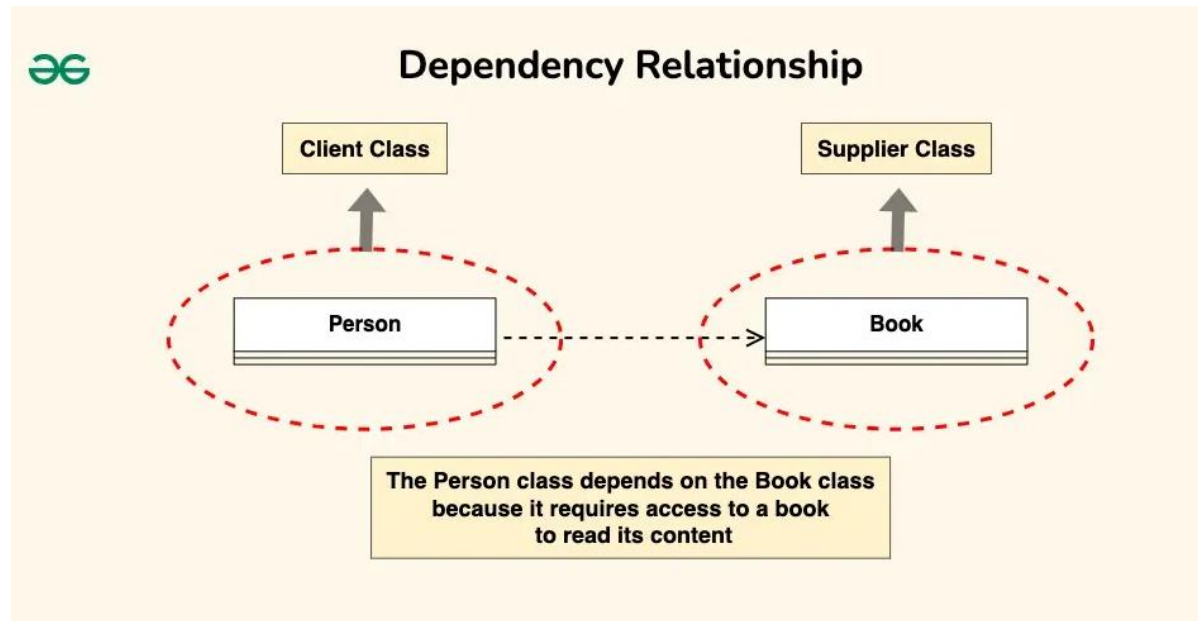 Dependency Relationship
Client Class
Supplier Class
Person
Book
The Person class depends on the Book class
because it requires access to a book
to read its content